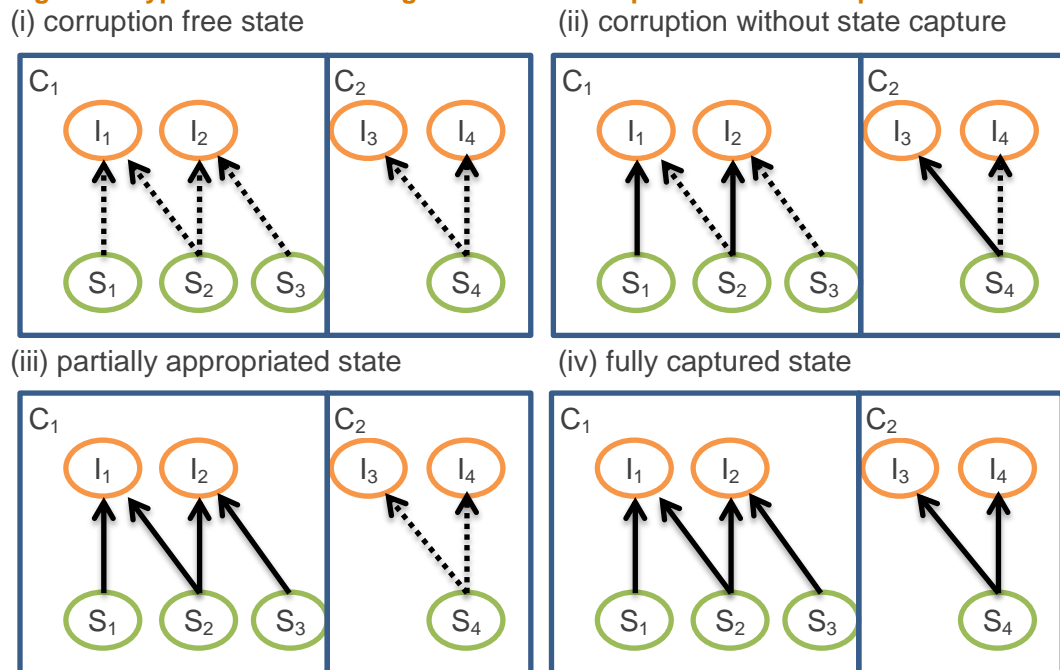 (i) corruption free state
(ii) corruption without state capture
C₁
C₂
C₁
C₂
I₁
I₂
I₃
I₄
I₁
I₂
I₃
I₄
S₁
S₂
S₃
S₄
S₁
S₂
S₃
S₄
(iii) partially appropriated state
(iv) fully captured state
C₁
C₂
C₁
C₂
I₁
I₂
I₃
I₄
I₁
I₂
I₃
I₄
S₁
S₂
S₃
S₄
S₁
S₂
S₃
S₄